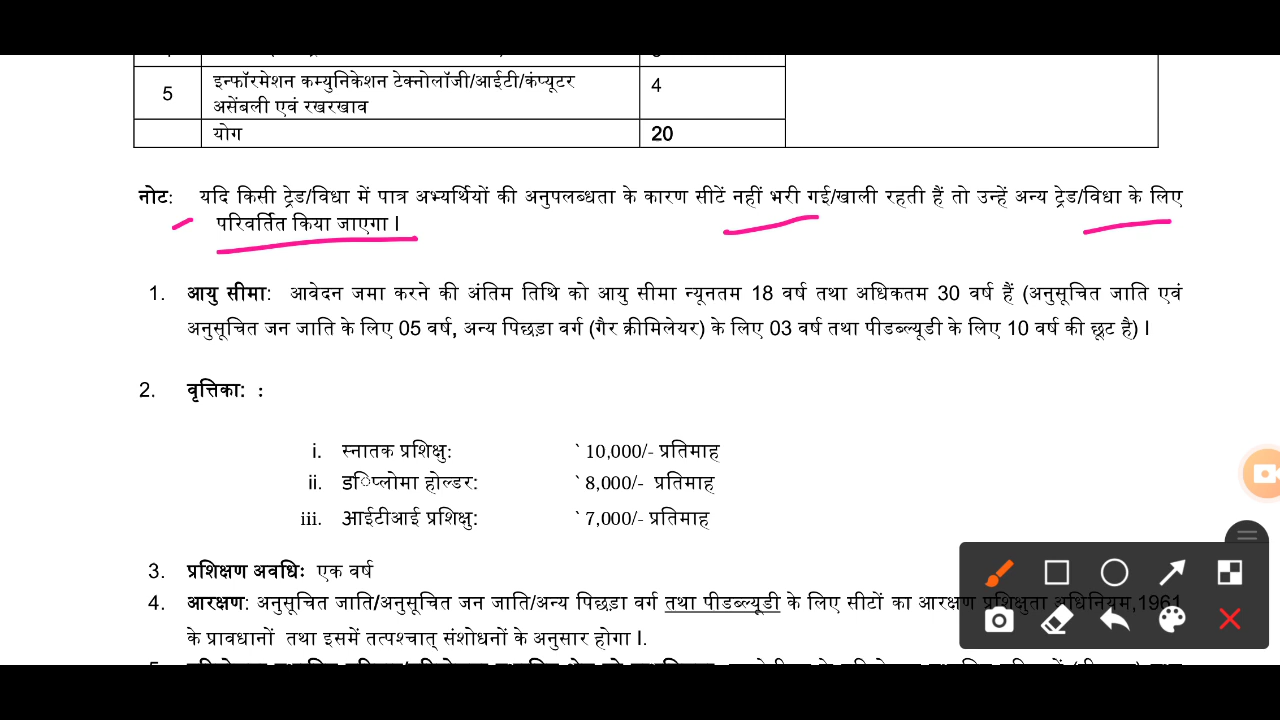 5 इन्फॉरमेशन कम्युनिकेशन टेक्नोलॉजी/आईटी/कंप्यूटर 4
असेंबली एवं रखरखाव
योग 20
नोट: यदि किसी ट्रेड/विधा में पात्र अभ्यर्थियों की अनुपलब्धता के कारण सीटें नहीं भरी गई/खाली रहती हैं तो उन्हें अन्य ट्रेड/विधा के लिए
परिवर्तित किया जाएगा l
1. आयु सीमा: आवेदन जमा करने की अंतिम तिथि को आयु सीमा न्यूनतम 18 वर्ष तथा अधिकतम 30 वर्ष हैं (अनुसूचित जाति एवं
अनुसूचित जन जाति के लिए 05 वर्ष, अन्य पिछड़ा वर्ग (गैर क्रीमिलेयर) के लिए 03 वर्ष तथा पीडब्ल्यूडी के लिए 10 वर्ष की छूट है) l
2. वृत्तिका: :
i. स्नातक प्रशिक्षु: ` 10,000/- प्रतिमाह
ii. डिप्लोमा होल्डर: ` 8,000/- प्रतिमाह
iii. आईटीआई प्रशिक्षु: ` 7,000/- प्रतिमाह
3. प्रशिक्षण अवधिः एक वर्ष
4. आरक्षण: अनुसूचित जाति/अनुसूचित जन जाति/अन्य पिछड़ा वर्ग तथा पीडब्ल्यूडी के लिए सीटों का आरक्षण प्रशिक्षुता अधिनियम,1961
के प्रावधानों तथा इसमें तत्पश्चात् संशोधनों के अनुसार होगा l.